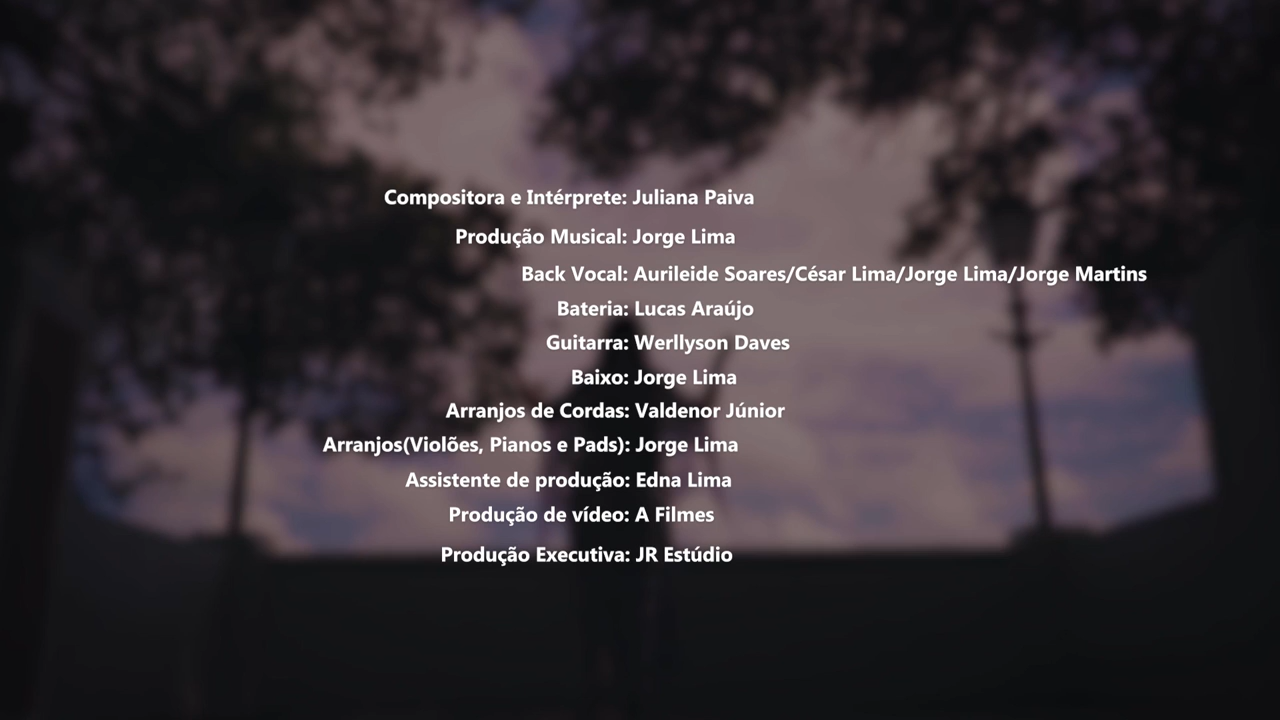 Compositora e Intérprete: Juliana Paiva
Produção Musical: Jorge Lima
Back Vocal: Aurileide Soares/César Lima/Jorge Lima/Jorge Martins
Bateria: Lucas Araújo
Guitarra: Werllyson Daves
Baixo: Jorge Lima
Arranjos de Cordas: Valdenor Júnior
Arranjos(Violões, Pianos e Pads): Jorge Lima
Assistente de produção: Edna Lima
Produção de vídeo: A Filmes
Produção Executiva: JR Estúdio